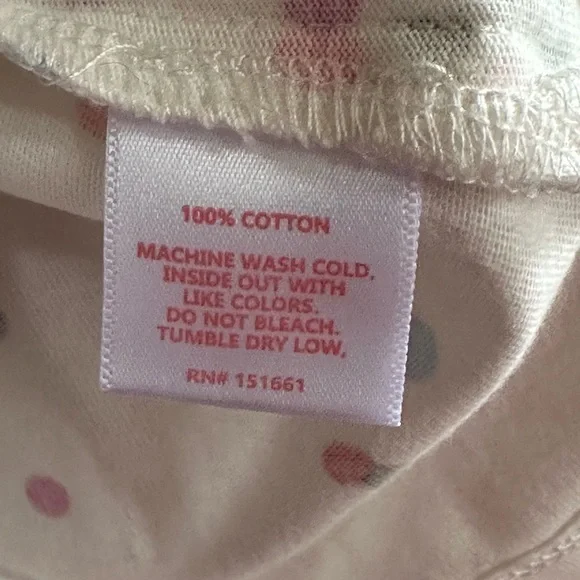 100% COTTON
MACHINE WASH COLD,
INSIDE OUT WITH
LIKE COLORS.
DO NOT BLEACH.
TUMBLE DRY LOW,
RN# 151661